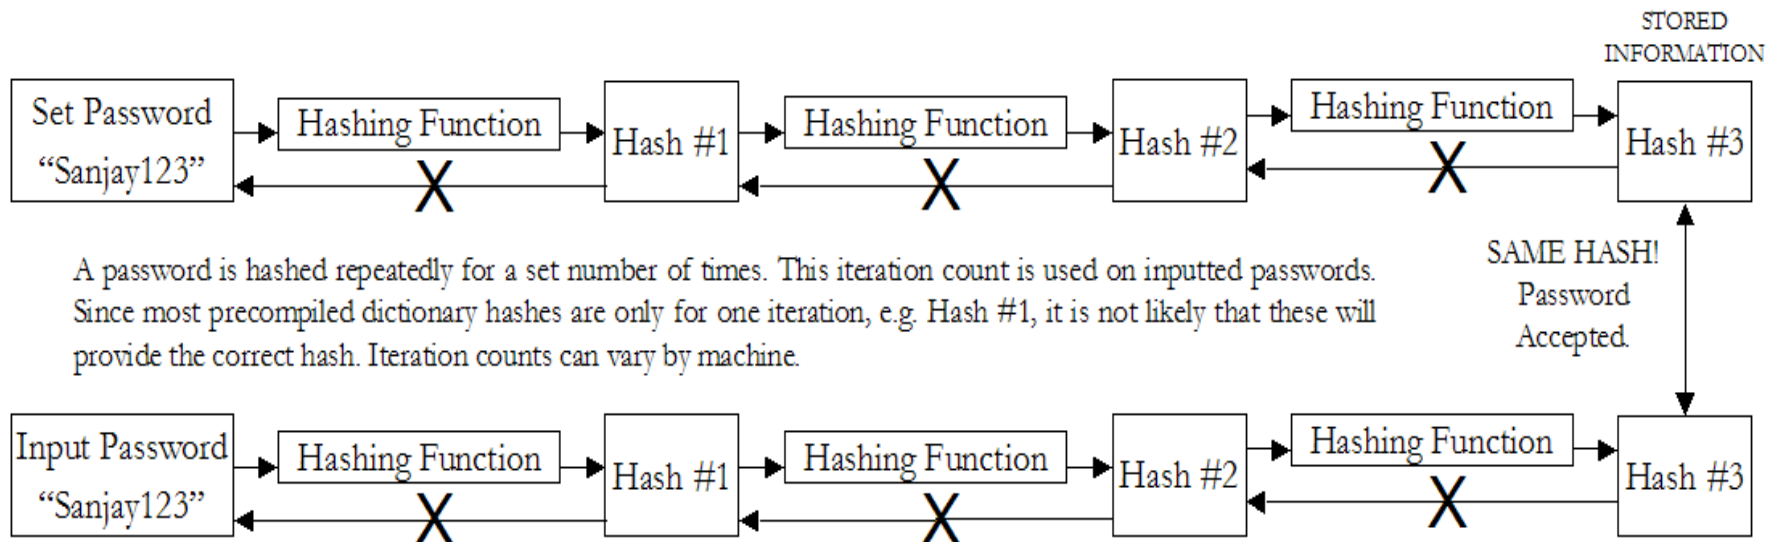 STORED
INFORMATION
Set Password
“Sanjay123”
Hashing Function
Hash #1
Hashing Function
Hash #2
Hashing Function
Hash #3
X
X
X
A password is hashed repeatedly for a set number of times. This iteration count is used on inputted passwords.
Since most precompiled dictionary hashes are only for one iteration, e.g. Hash #1, it is not likely that these will
provide the correct hash. Iteration counts can vary by machine.
SAME HASH!
Password
Accepted.
Input Password
“Sanjay123”
Hashing Function
Hash #1
Hashing Function
Hash #2
Hashing Function
Hash #3
X
X
X